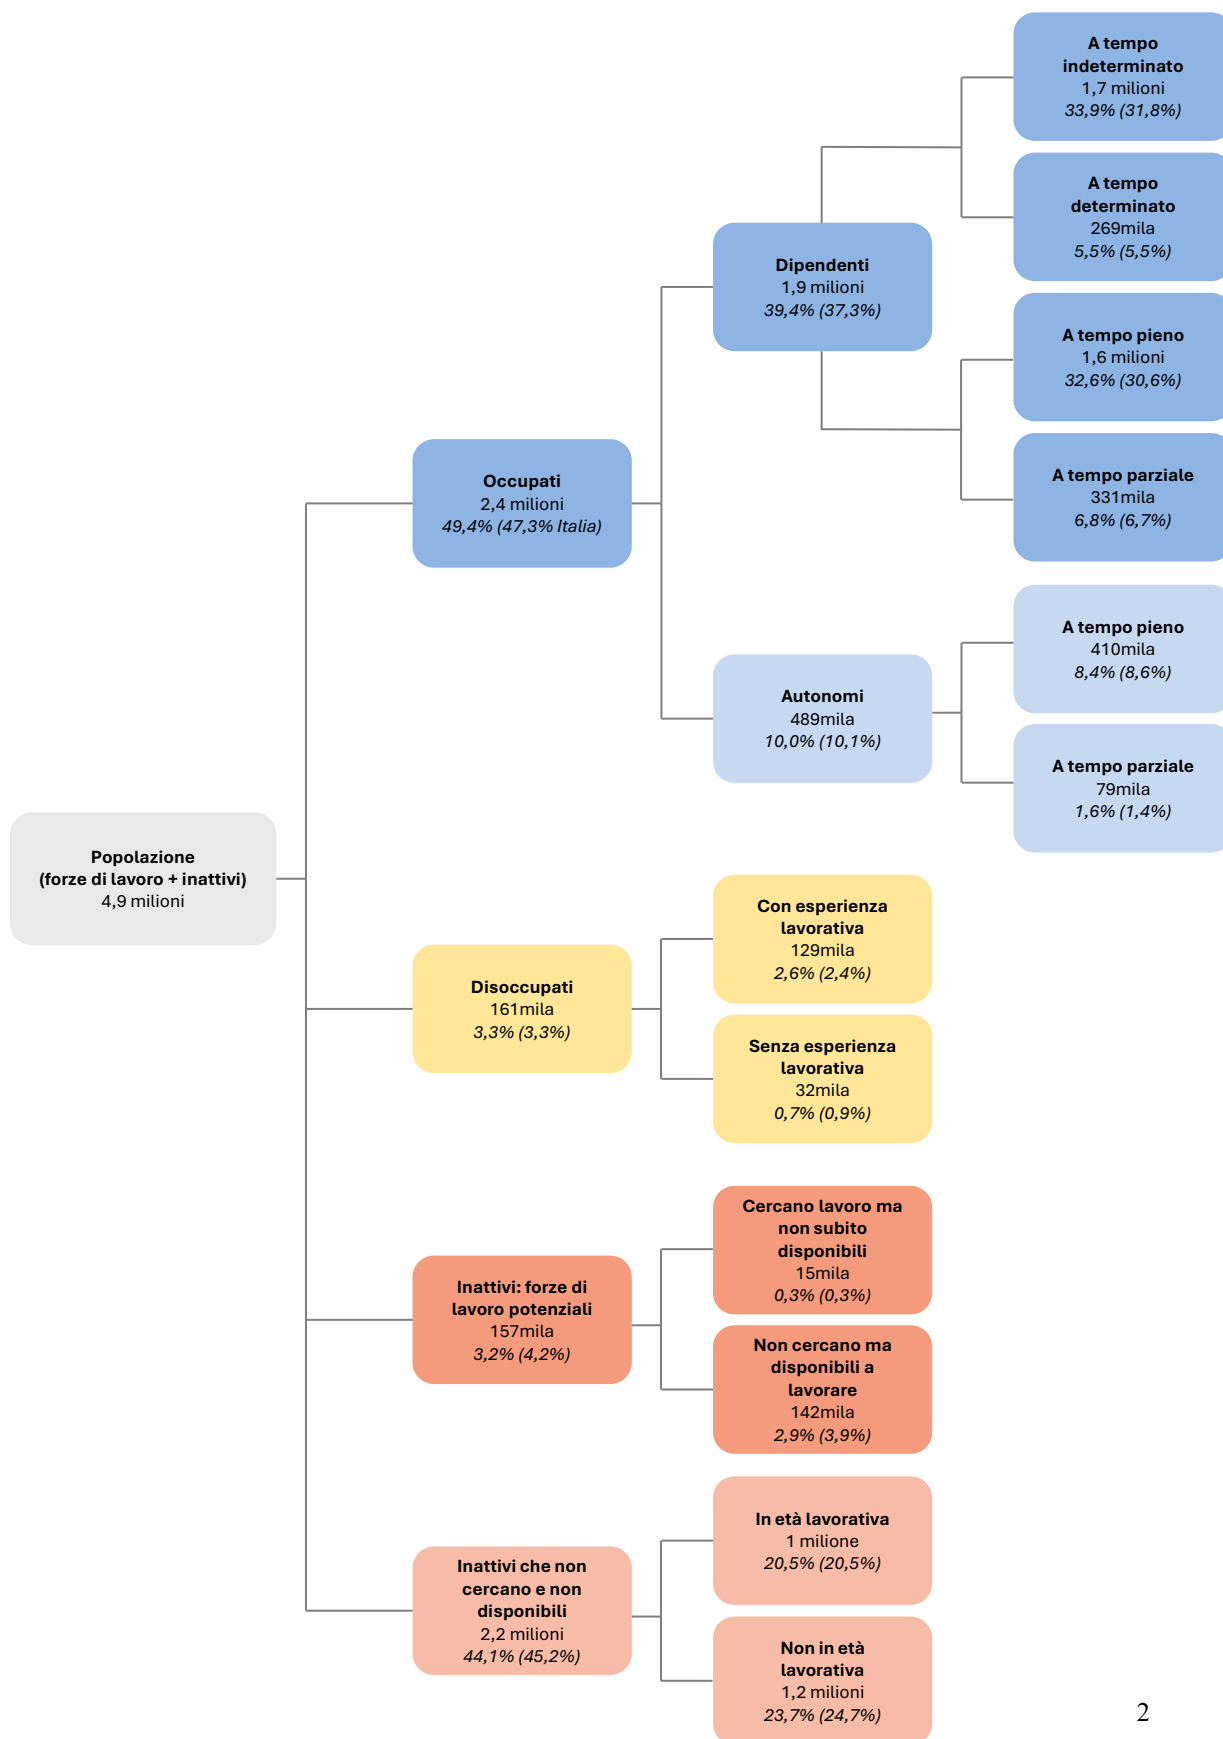 Popolazione
(forze di lavoro + inattivi)
4,9 milioni
Occupati
2,4 milioni
49,4% (47,3% Italia)
Dipendenti
1,9 milioni
39,4% (37,3%)
A tempo
indeterminato
1,7 milioni
33,9% (31,8%)
A tempo
determinato
269mila
5,5% (5,5%)
A tempo pieno
1,6 milioni
32,6% (30,6%)
A tempo parziale
331mila
6,8% (6,7%)
Autonomi
489mila
10,0% (10,1%)
A tempo pieno
410mila
8,4% (8,6%)
A tempo parziale
79mila
1,6% (1,4%)
Disoccupati
161mila
3,3% (3,3%)
Con esperienza
lavorativa
129mila
2,6% (2,4%)
Senza esperienza
lavorativa
32mila
0,7% (0,9%)
Inattivi: forze di
lavoro potenziali
157mila
3,2% (4,2%)
Cercano lavoro ma
non subito
disponibili
15mila
0,3% (0,3%)
Non cercano ma
disponibili a
lavorare
142mila
2,9% (3,9%)
Inattivi che non
cercano e non
disponibili
2,2 milioni
44,1% (45,2%)
In età lavorativa
1 milione
20,5% (20,5%)
Non in età
lavorativa
1,2 milioni
23,7% (24,7%)
2